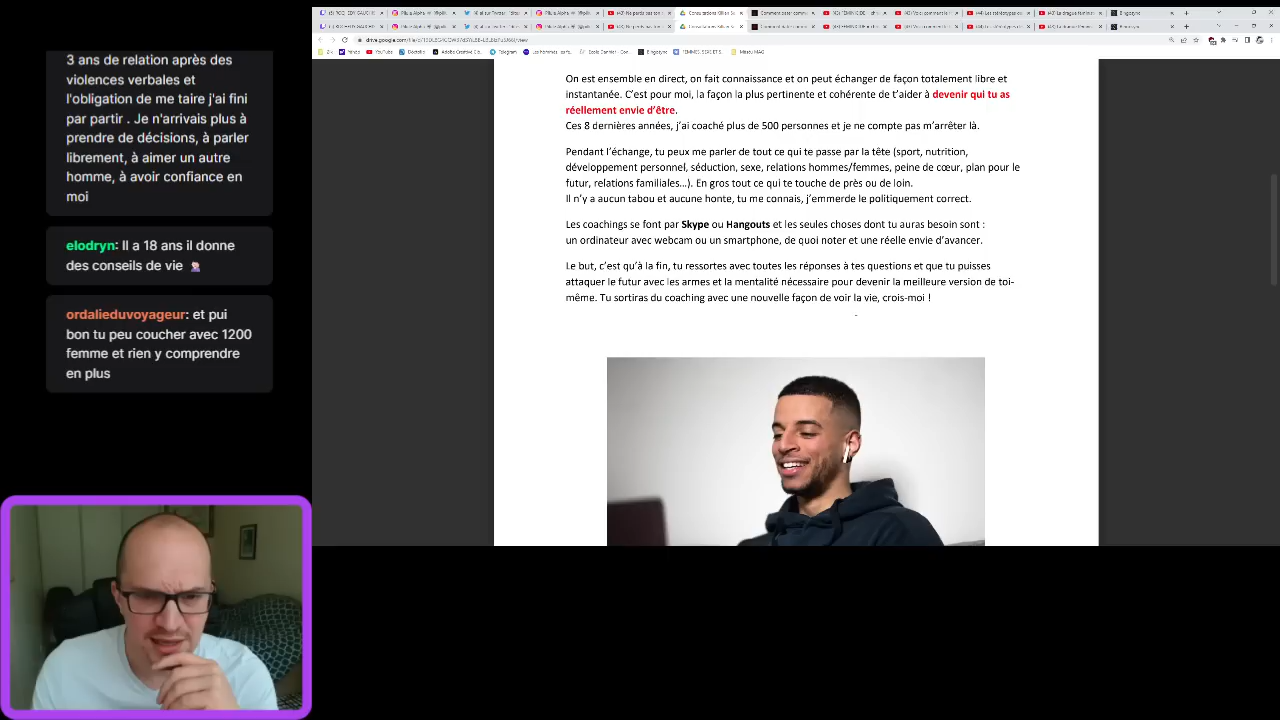 3 ans de relation après des
violences verbales et
l'obligation de me taire j'ai fini
par partir . Je n'arrivais plus à
prendre de décisions, à parler
librement, à aimer un autre
homme, à avoir confiance en
moi
elodryn: Il a 18 ans il donne
des conseils de vie 🤦🏻‍♀️
ordalieduvoyageur: et pui
bon tu peu coucher avec 1200
femme et rien y comprendre
en plus
On est ensemble en direct, on fait connaissance et on peut échanger de façon totalement libre et
instantanée. C'est pour moi, la façon la plus pertinente et cohérente de t'aider à devenir qui tu as
réellement envie d'être.
Ces 8 dernières années, j'ai coaché plus de 500 personnes et je ne compte pas m'arrêter là.
Pendant l'échange, tu peux me parler de tout ce qui te passe par la tête (sport, nutrition,
développement personnel, séduction, sexe, relations hommes/femmes, peine de cœur, plan pour le
futur, relations familiales...). En gros tout ce qui te touche de près ou de loin.
Il n'y a aucun tabou et aucune honte, tu me connais, j'emmerde le politiquement correct.
Les coachings se font par Skype ou Hangouts et les seules choses dont tu auras besoin sont :
un ordinateur avec webcam ou un smartphone, de quoi noter et une réelle envie d'avancer.
Le but, c'est qu'à la fin, tu ressortes avec toutes les réponses à tes questions et que tu puisses
attaquer le futur avec les armes et la mentalité nécessaire pour devenir la meilleure version de toi-
même. Tu sortiras du coaching avec une nouvelle façon de voir la vie, crois-moi !